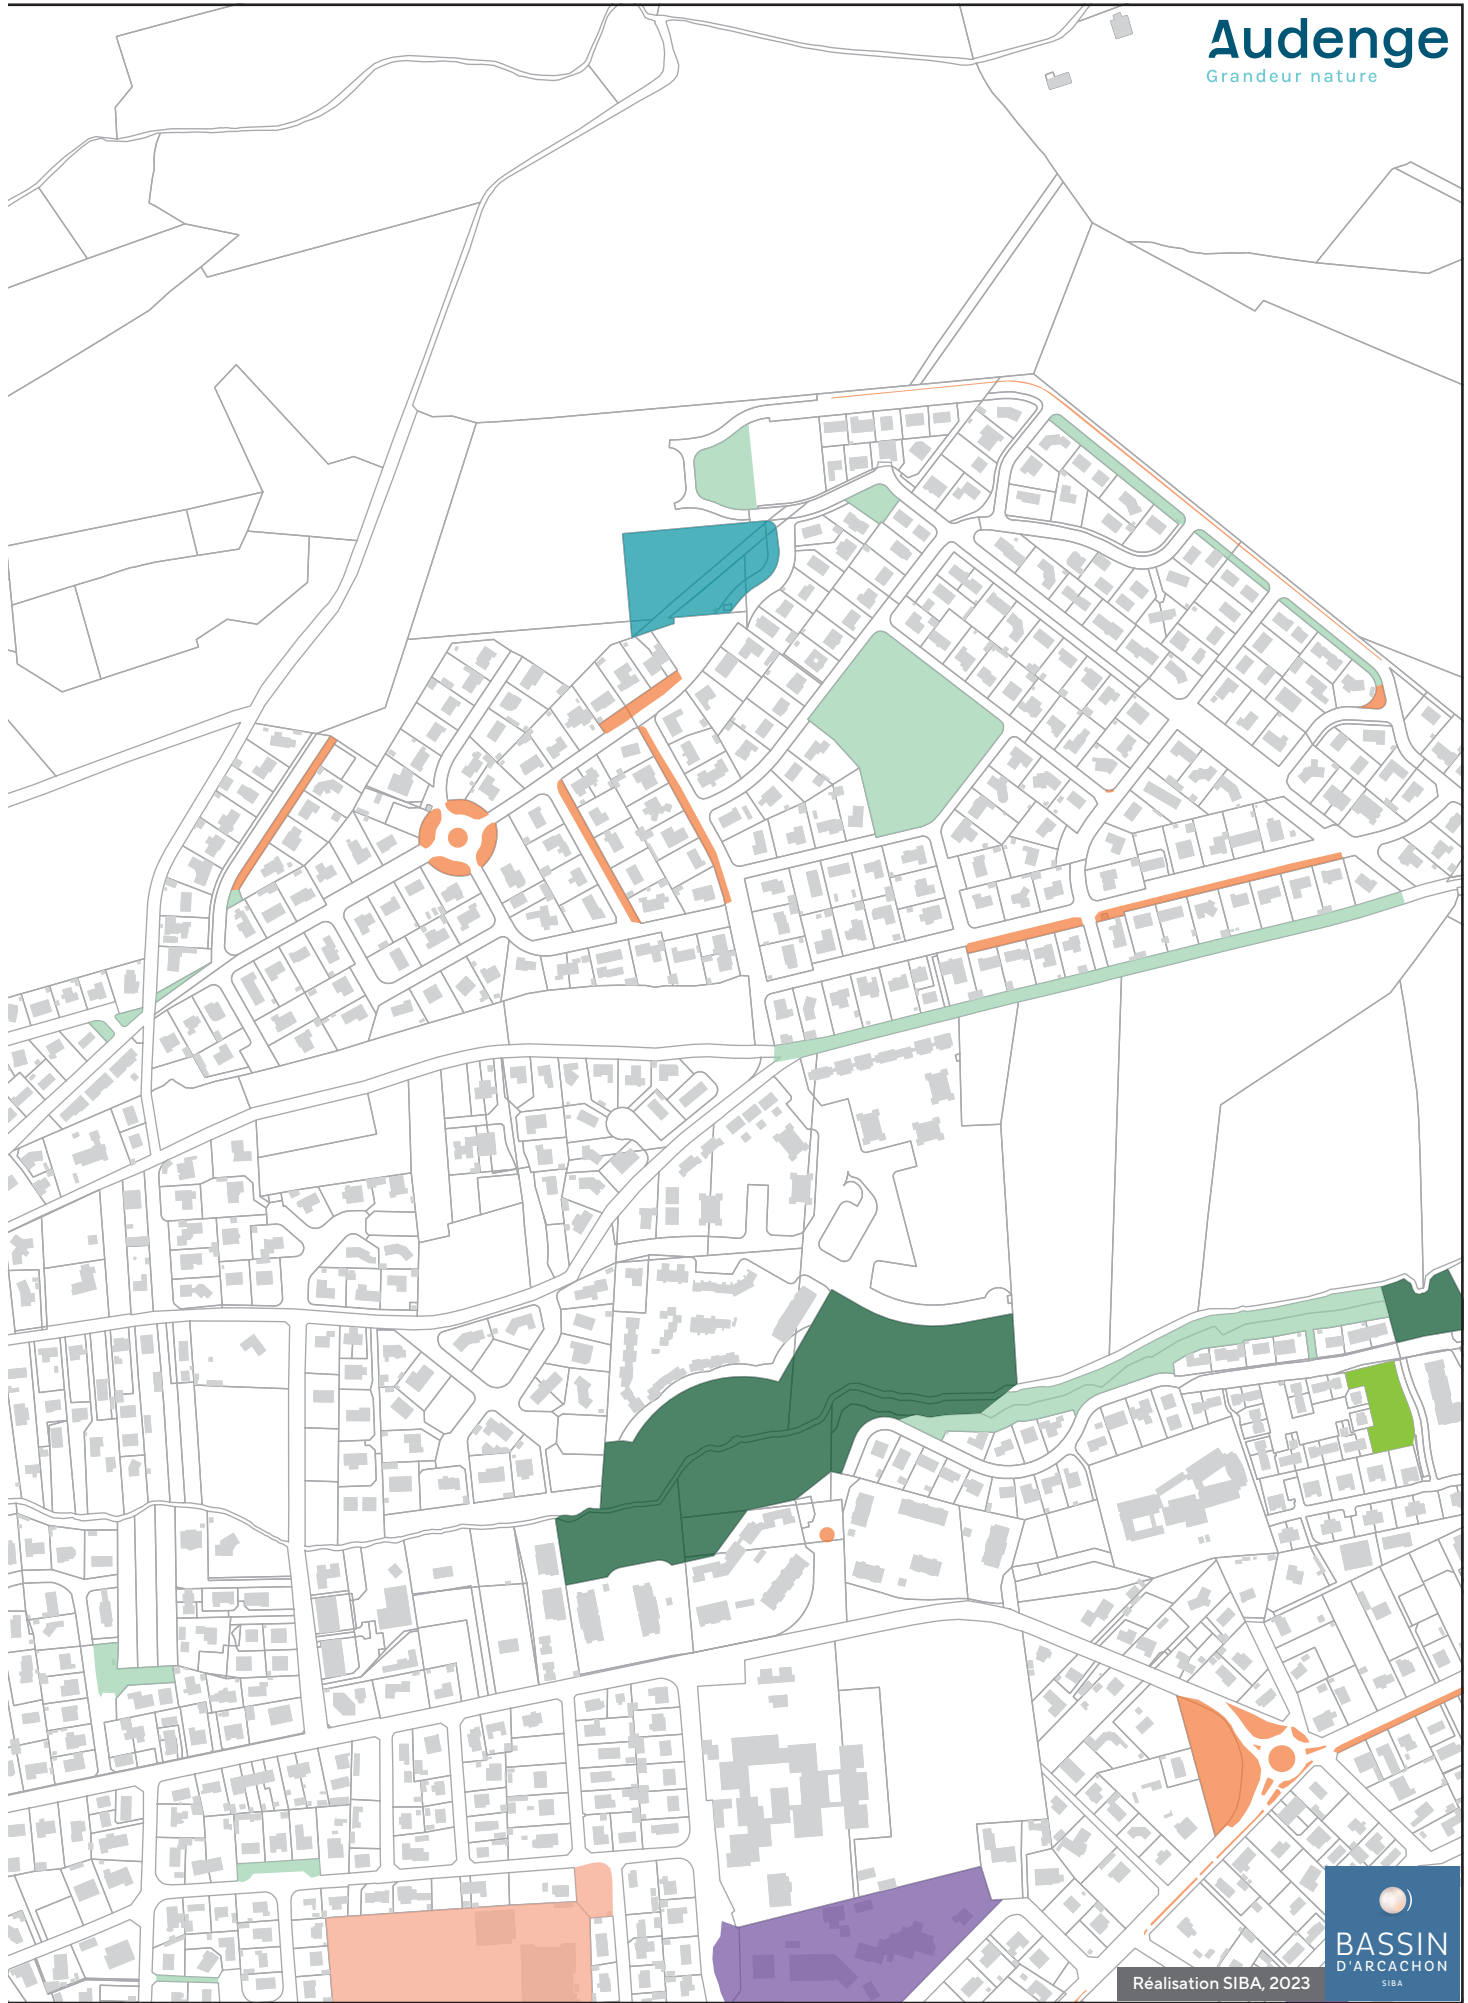 Audenge
Grandeur nature
BASSIN
D'ARCACHON
SIBA
Réalisation SIBA, 2023